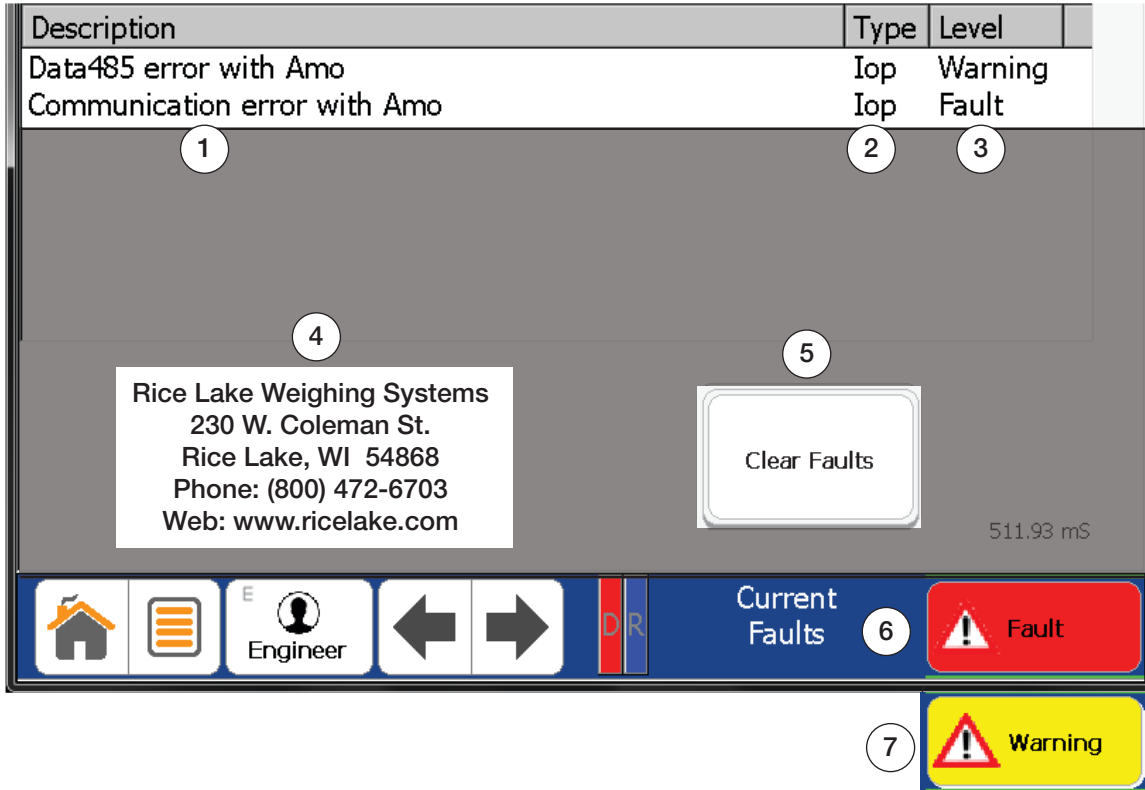 Description Type Level
Data485 error with Amo Iop Warning
Communication error with Amo Iop Fault
1 2 3
4
5
Rice Lake Weighing Systems
230 W. Coleman St.
Rice Lake, WI 54868
Phone: (800) 472-6703
Web: www.ricelake.com
Clear Faults
511.93 mS
E
Engineer
D R
Current
Faults
6
Fault
7
Warning